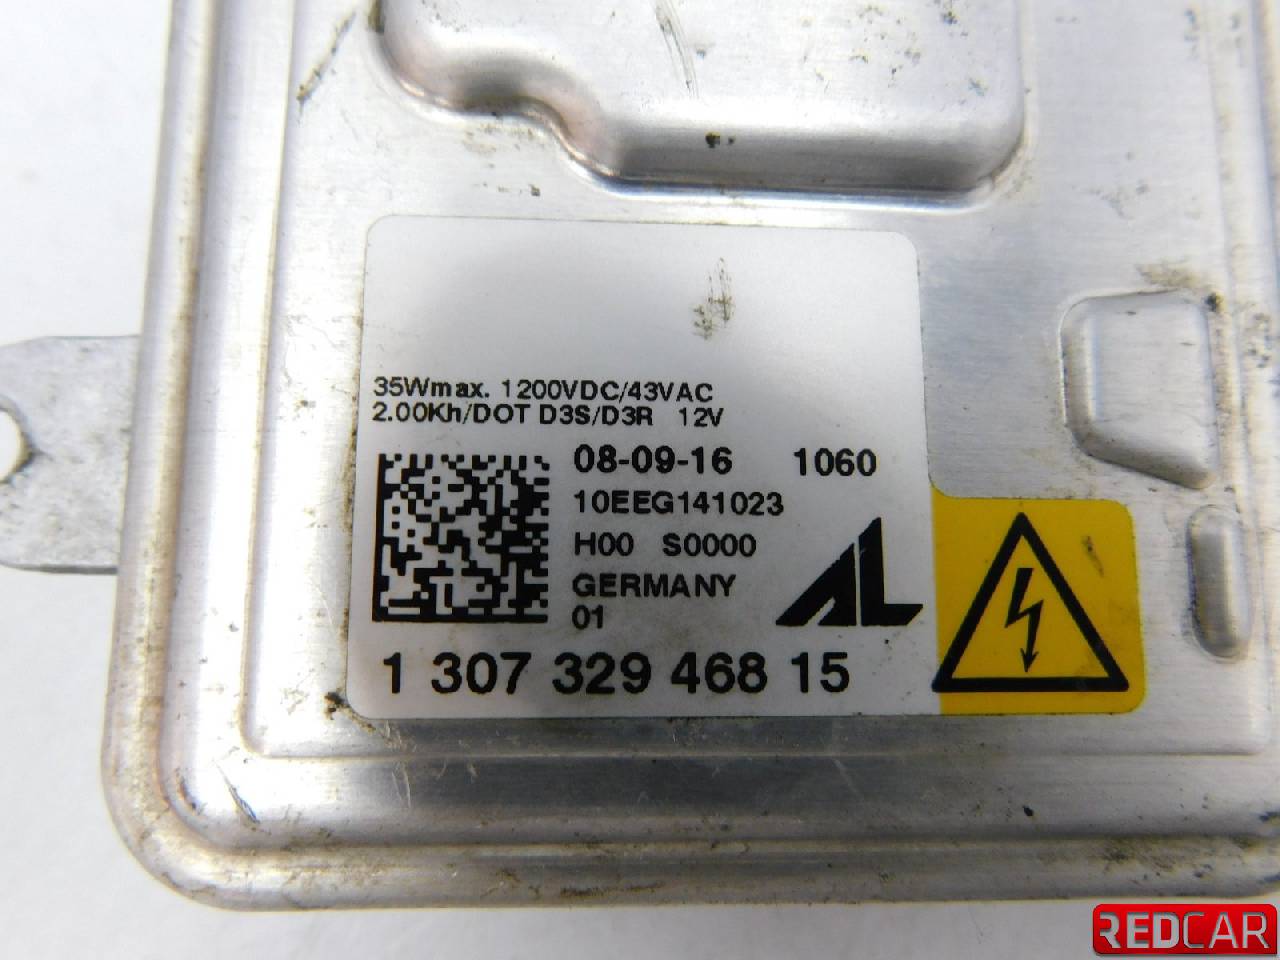 35Wmax. 1200VDC/43VAC
2.00Kh/DOT D3S/D3R 12V
08-09-16 1060
10EEG141023
H00 S0000
GERMANY
01
AL
1 307 329 468 15
REDCAR